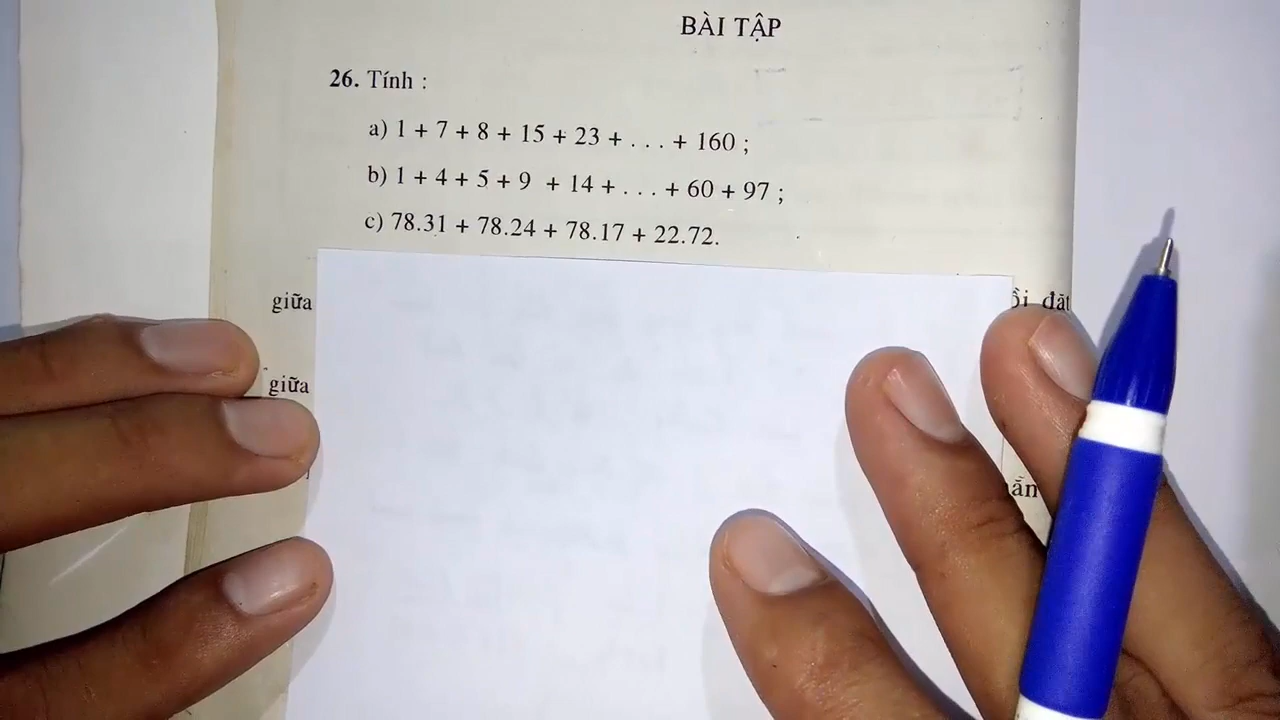 BÀI TẬP
26. Tính :
a) 1 + 7 + 8 + 15 + 23 + . . . + 160 ;
b) 1 + 4 + 5 + 9 + 14 + . . . + 60 + 97 ;
c) 78.31 + 78.24 + 78.17 + 22.72.
giữa
đặt
giữa